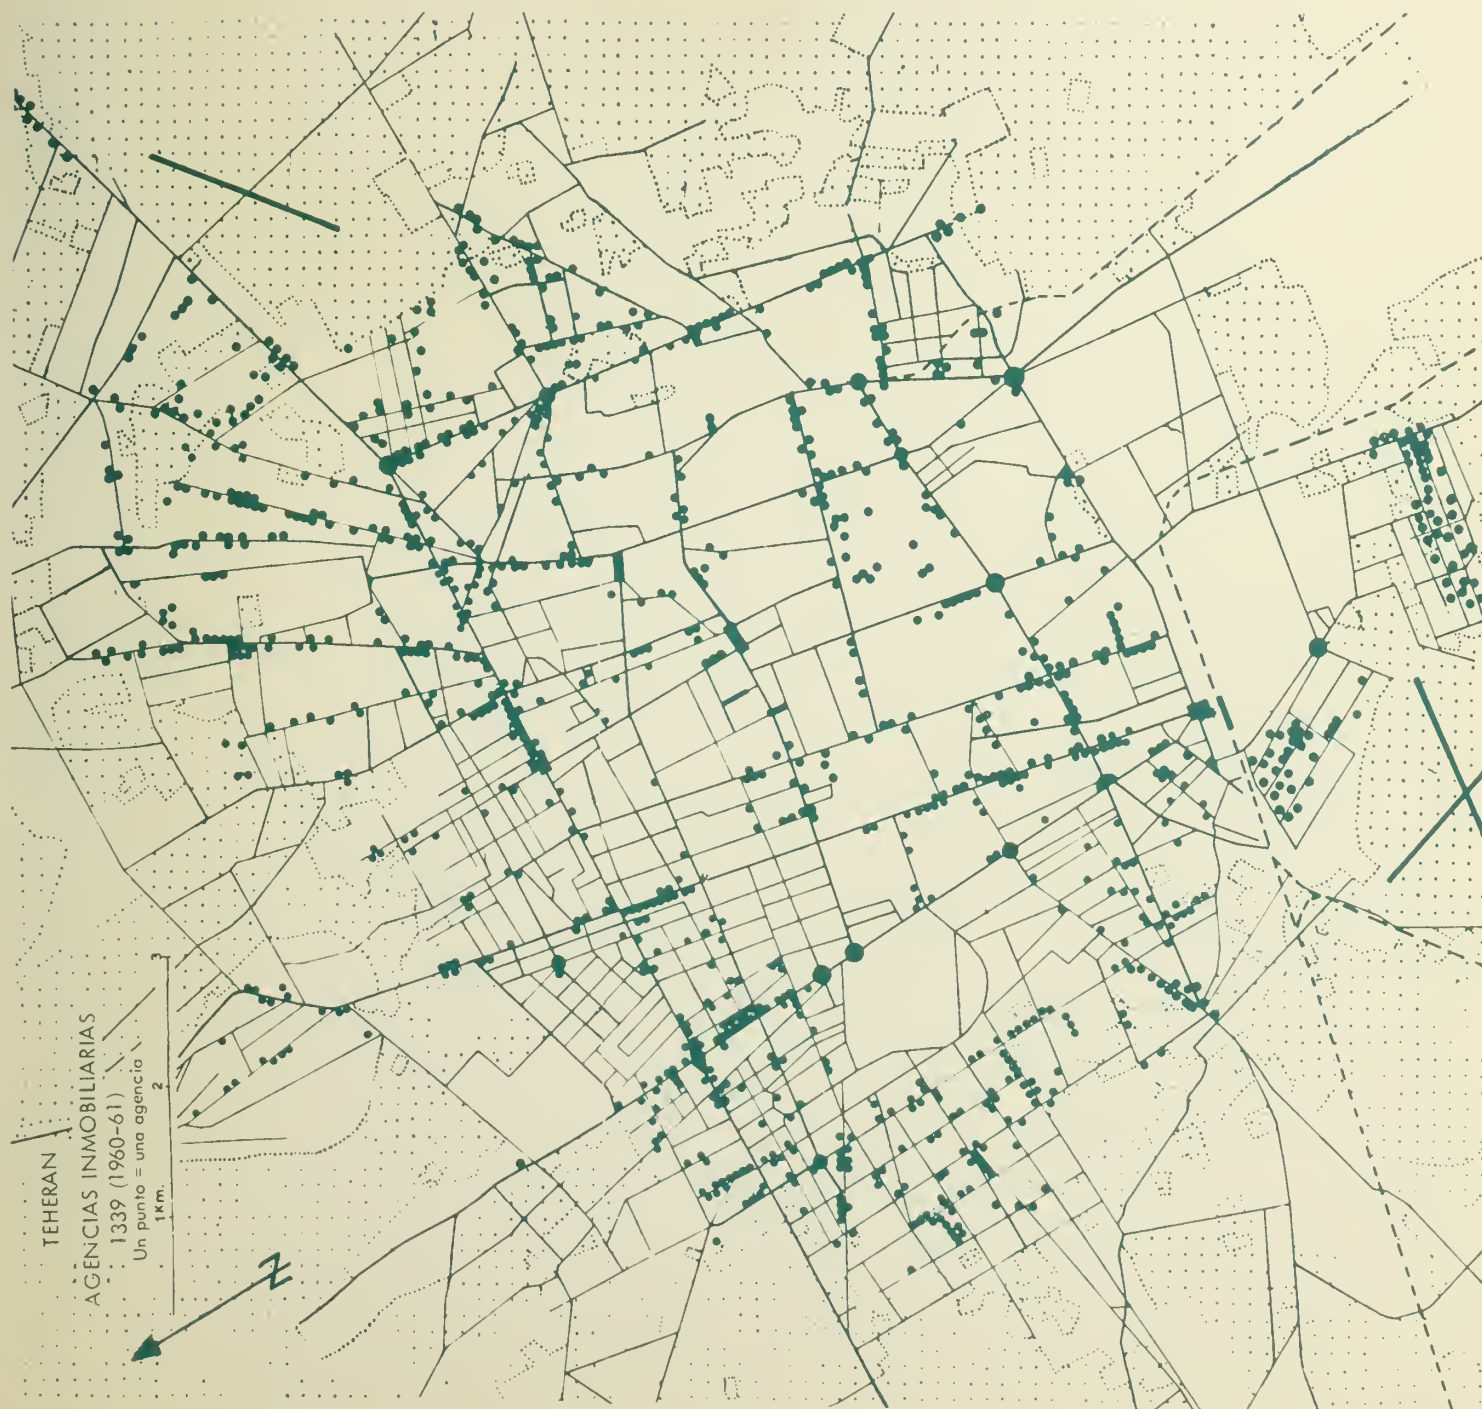 TEHERAN
AGENCIAS INMOBILIARIAS
1339 (1960-61)
Un punto = una agencia
1Km. 2 3
N